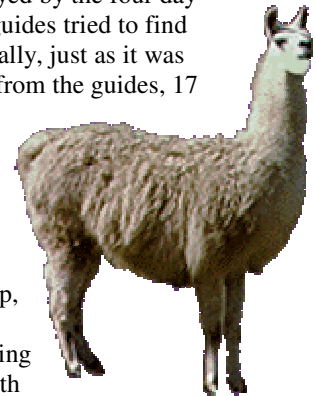 yed by the four day
guides tried to find
ally, just as it was
from the guides, 17
p,
ing
th